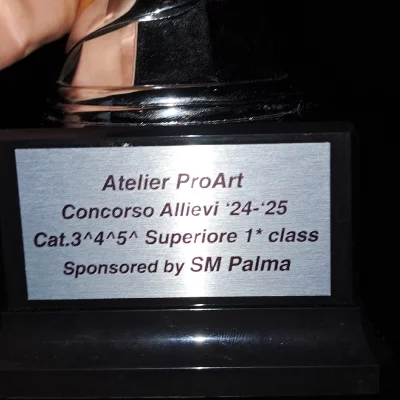 Atelier ProArt
Concorso Allievi ‘24-‘25
Cat.3^4^5^ Superiore 1* class
Sponsored by SM Palma